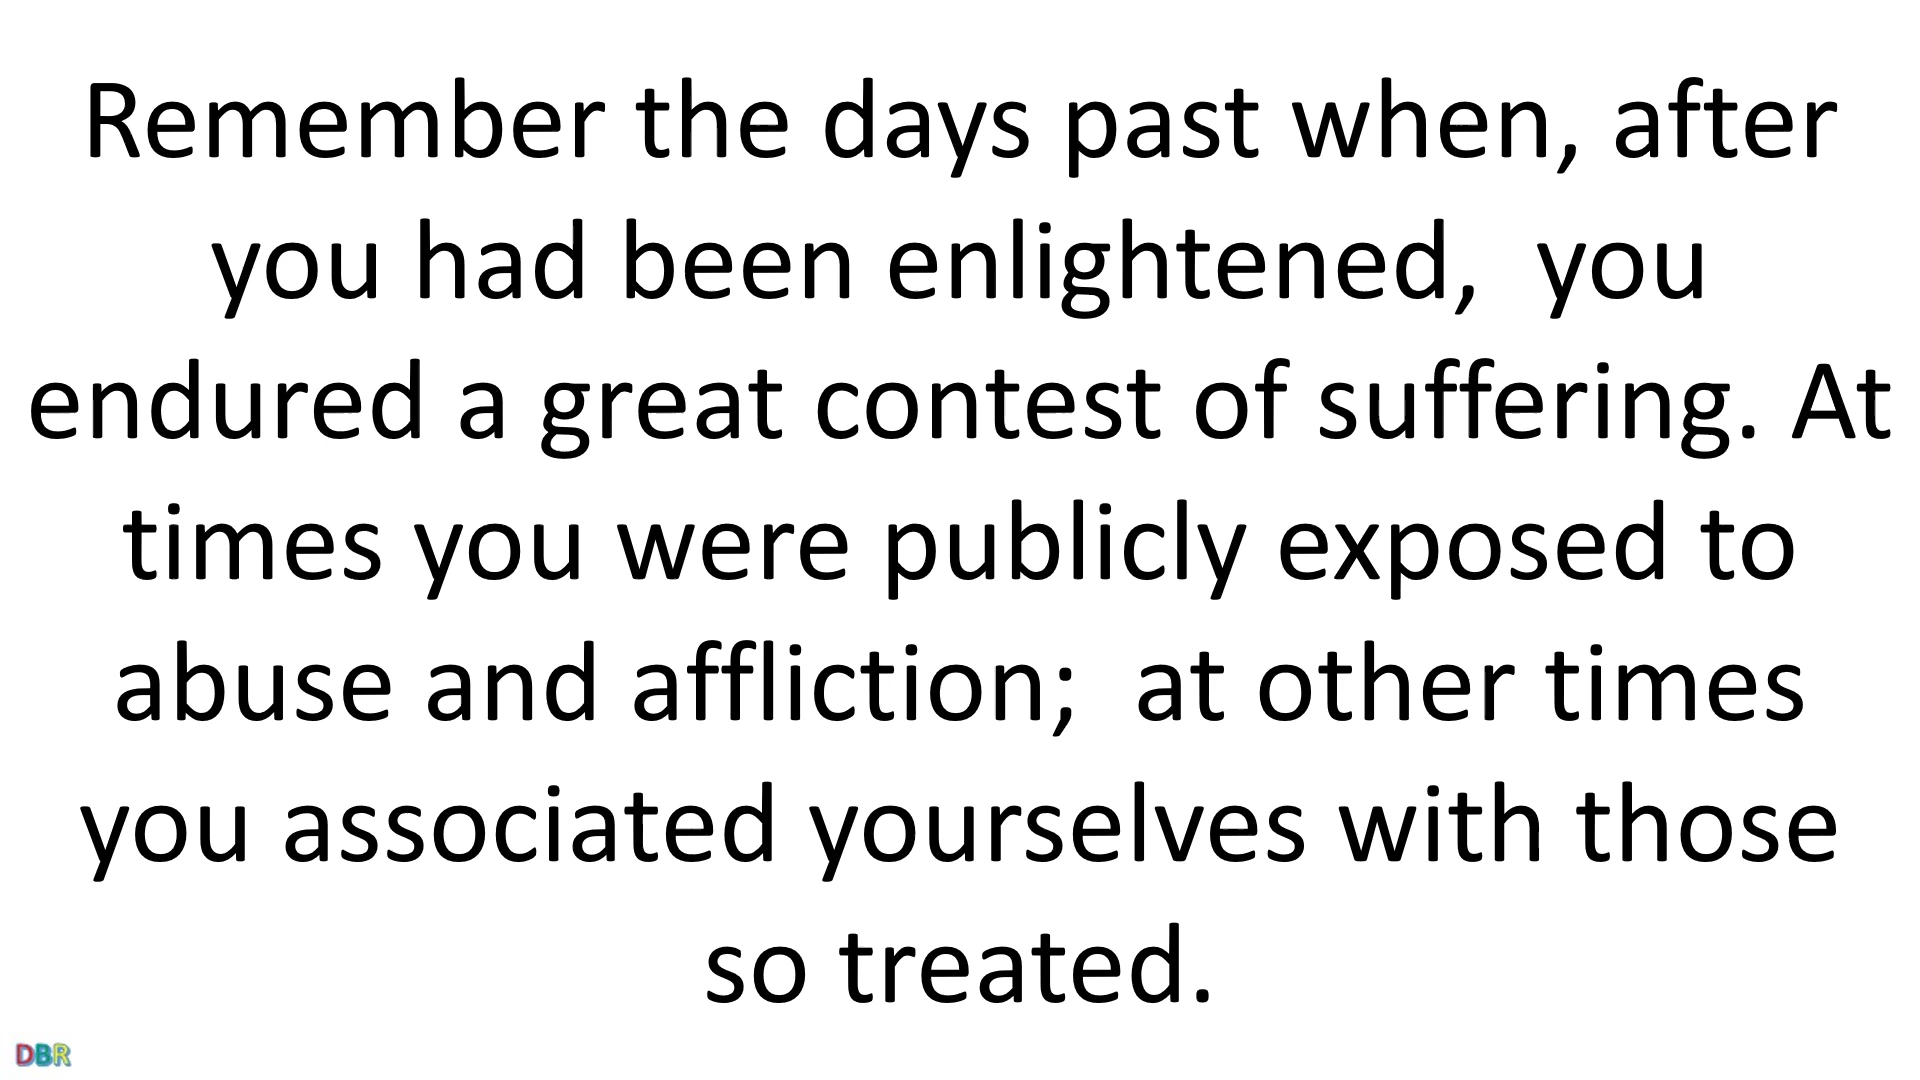 Remember the days past when, after
you had been enlightened,  you
endured a great contest of suffering. At
times you were publicly exposed to
abuse and affliction;  at other times
you associated yourselves with those
so treated.
DBR